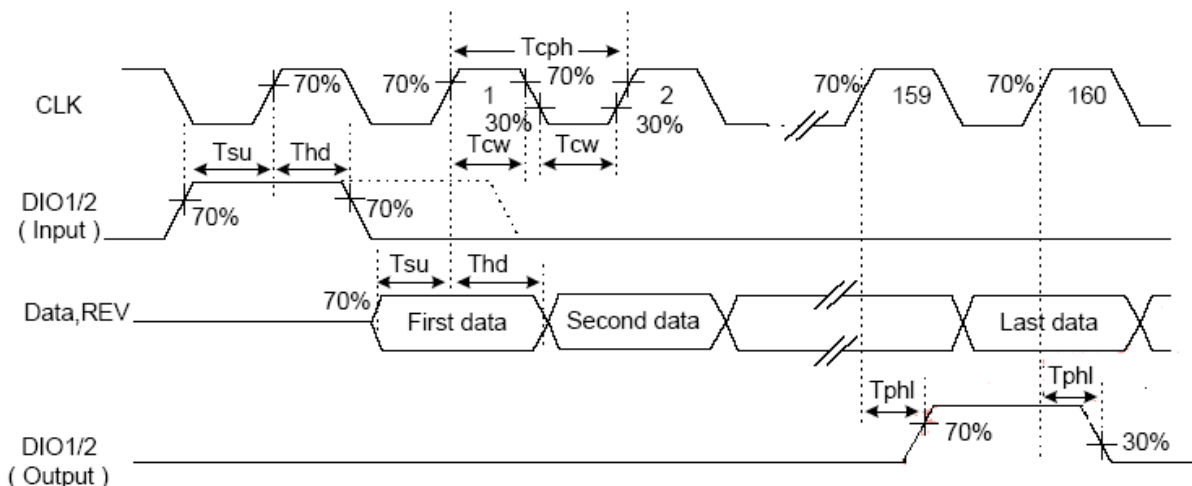 Tcph
70%
70%
70%
70%
70%
CLK
1
2
159
160
30%
30%
Tsu
Thd
Tcw
Tcw
DIO1/2
( Input )
70%
70%
Tsu
Thd
70%
Data,REV
First data
Second data
Last data
Tphl
Tphl
DIO1/2
( Output )
70%
30%